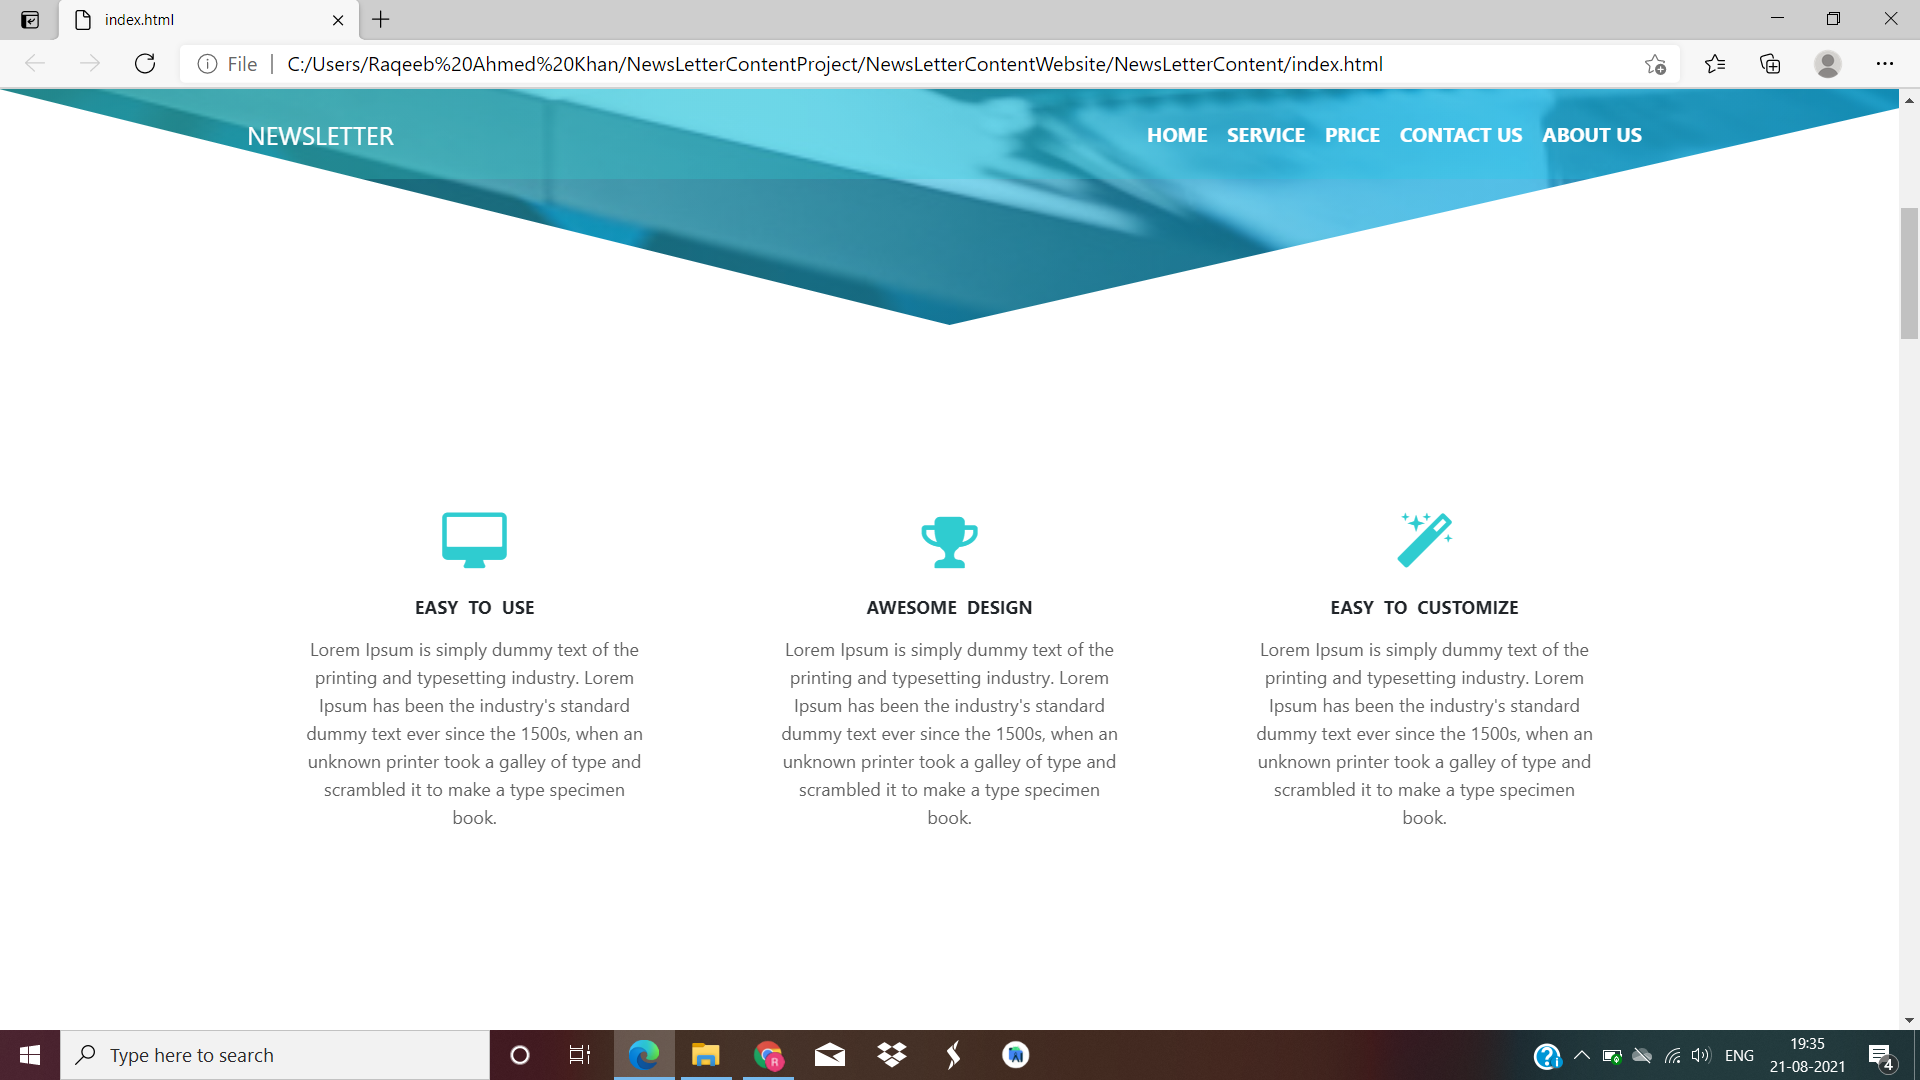 index.html
File
C:/Users/Raqeeb%20Ahmed%20Khan/NewsLetterContentProject/NewsLetterContentWebsite/NewsLetterContent/index.html
NEWSLETTER
HOME SERVICE PRICE CONTACT US ABOUT US
EASY TO USE
Lorem Ipsum is simply dummy text of the
printing and typesetting industry. Lorem
Ipsum has been the industry's standard
dummy text ever since the 1500s, when an
unknown printer took a galley of type and
scrambled it to make a type specimen
book.
AWESOME DESIGN
Lorem Ipsum is simply dummy text of the
printing and typesetting industry. Lorem
Ipsum has been the industry's standard
dummy text ever since the 1500s, when an
unknown printer took a galley of type and
scrambled it to make a type specimen
book.
EASY TO CUSTOMIZE
Lorem Ipsum is simply dummy text of the
printing and typesetting industry. Lorem
Ipsum has been the industry's standard
dummy text ever since the 1500s, when an
unknown printer took a galley of type and
scrambled it to make a type specimen
book.
Type here to search
R
ENG
19:35
21-08-2021
4